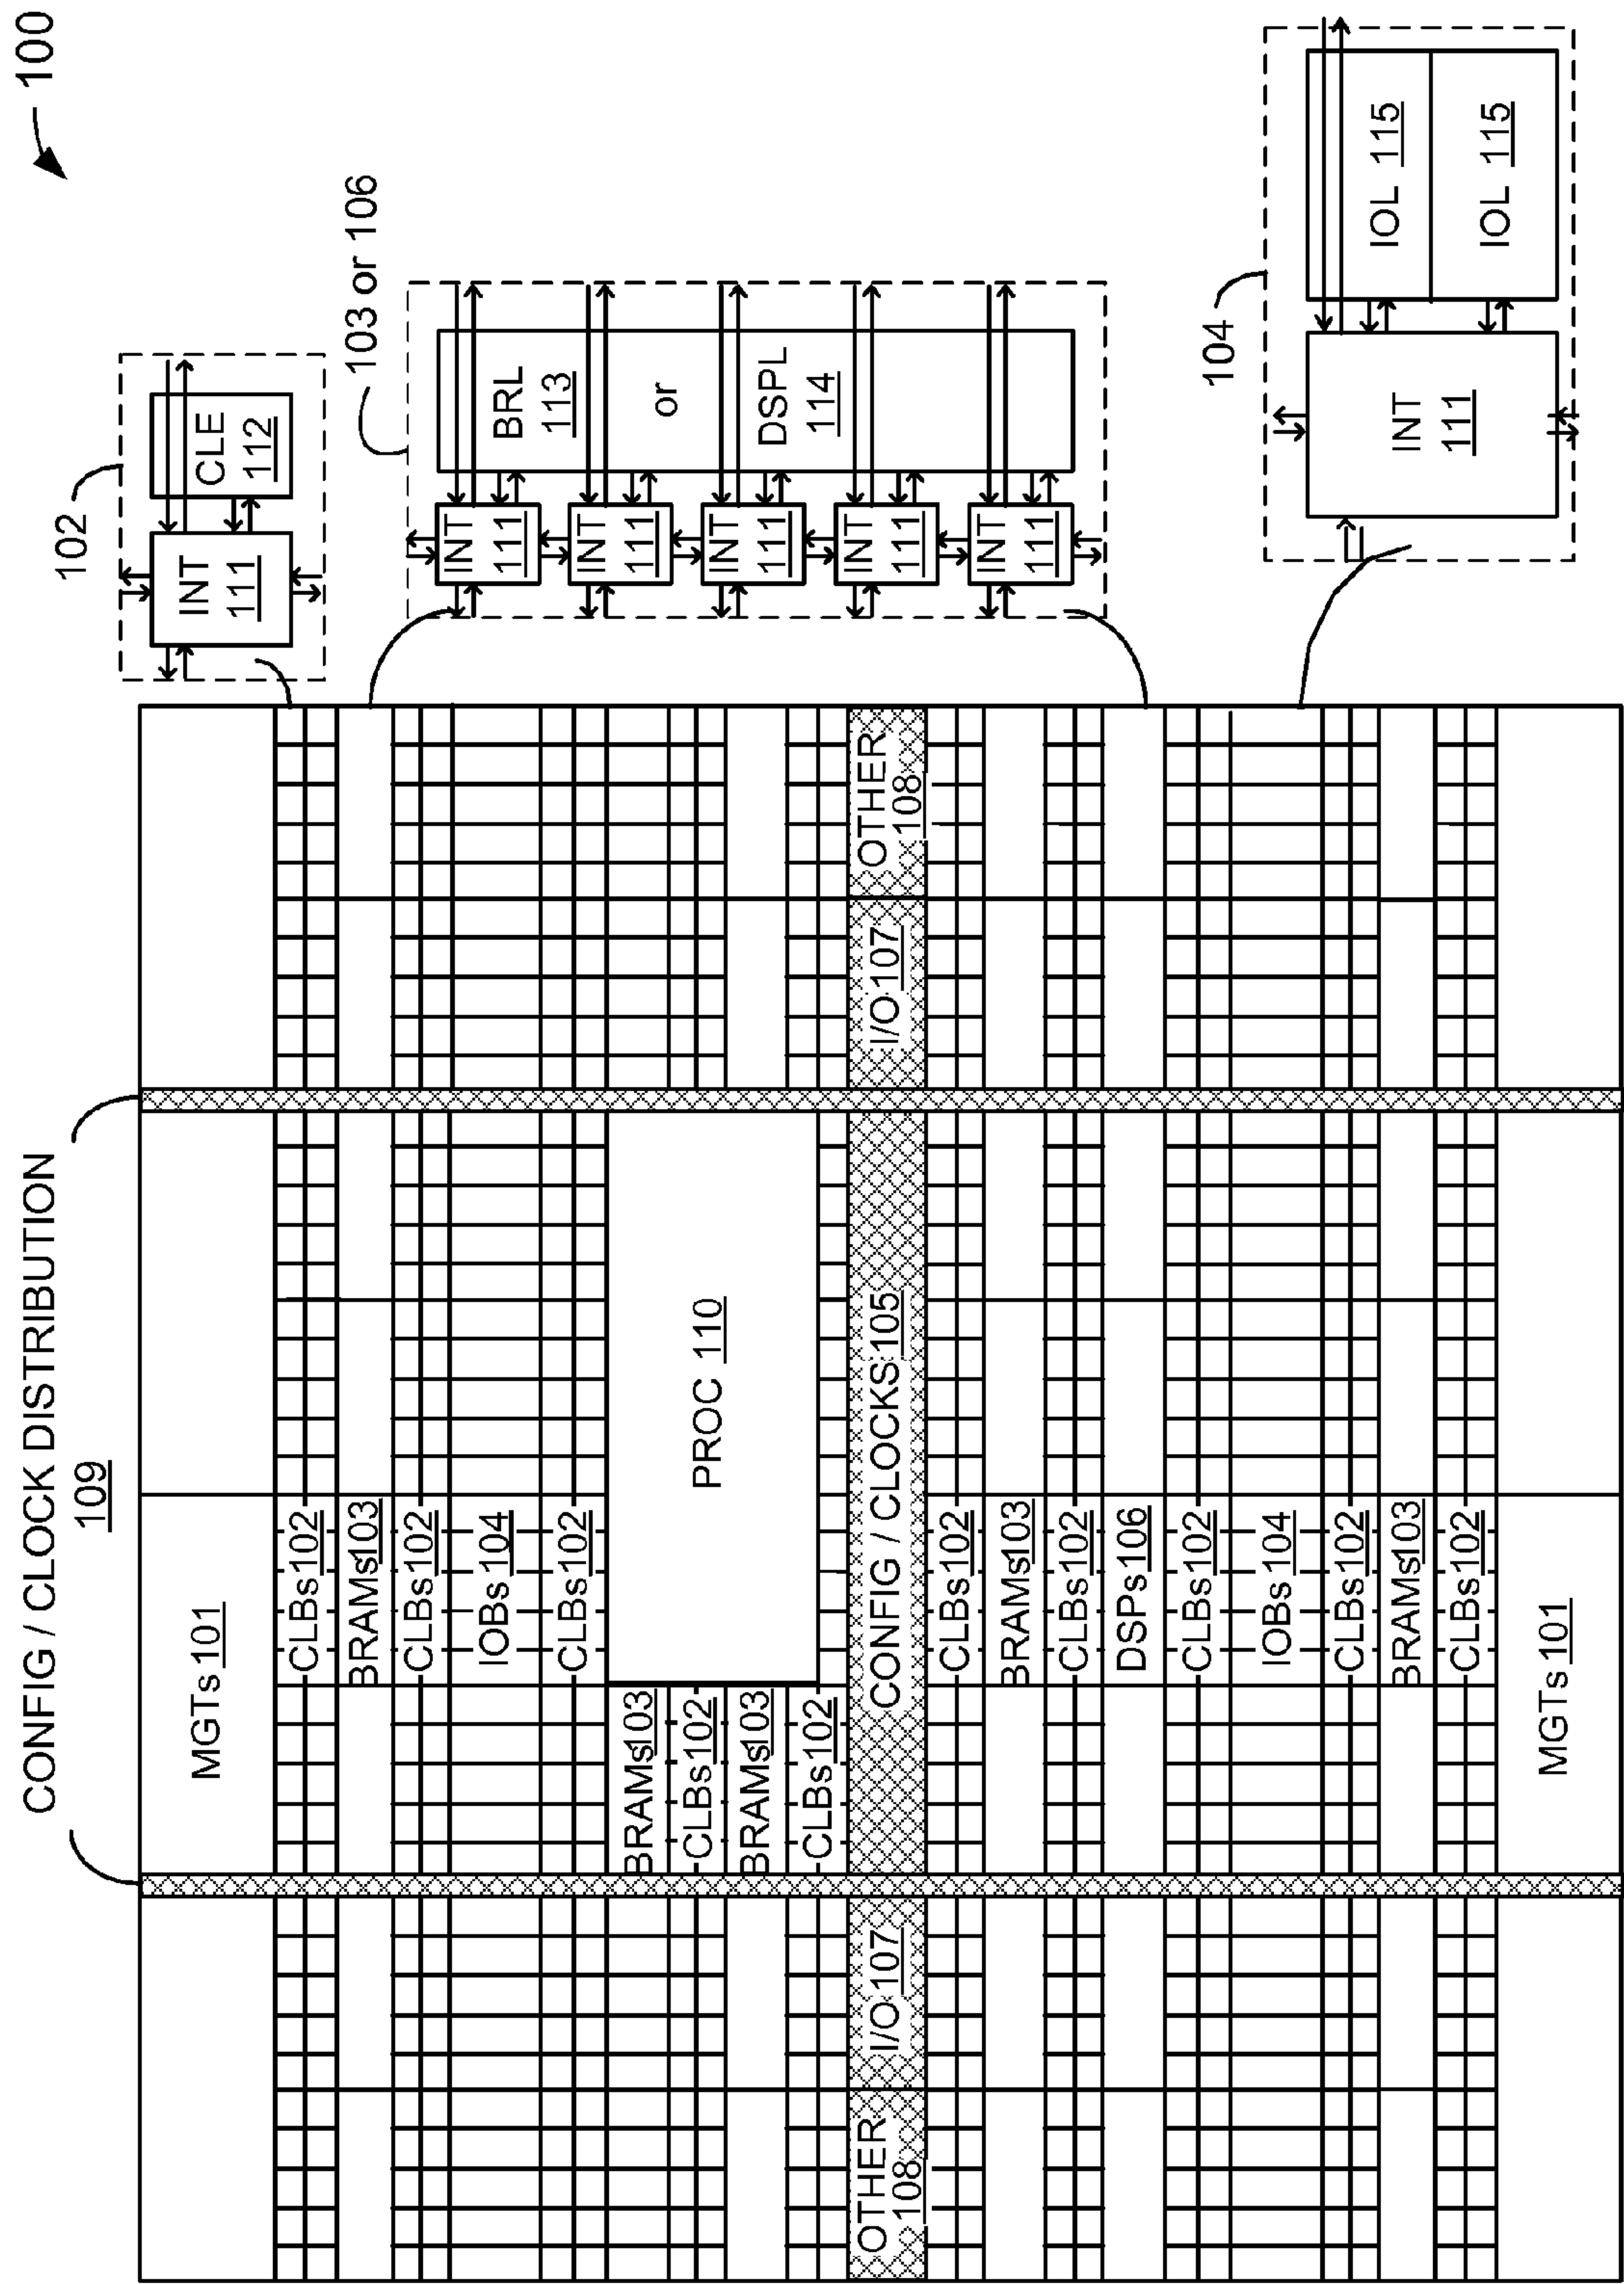 100
CONFIG / CLOCK DISTRIBUTION
109
MGTs 101
CLBs 102
BRAMs 103
CLBs 102
IOBs 104
CLBs 102
BRAMs 103
CLBs 102
BRAMs 103
CLBs 102
PROC 110
OTHER
108
I/O 107
CONFIG / CLOCKS 105
I/O 107
OTHER
108
CLBs 102
BRAMs 103
CLBs 102
DSPs 106
CLBs 102
IOBs 104
CLBs 102
BRAMs 103
CLBs 102
MGTs 101
102
INT
111
CLE
112
103 or 106
INT
111
INT
111
INT
111
INT
111
INT
111
BRL
113
or
DSPL
114
104
INT
111
IOL 115
IOL 115